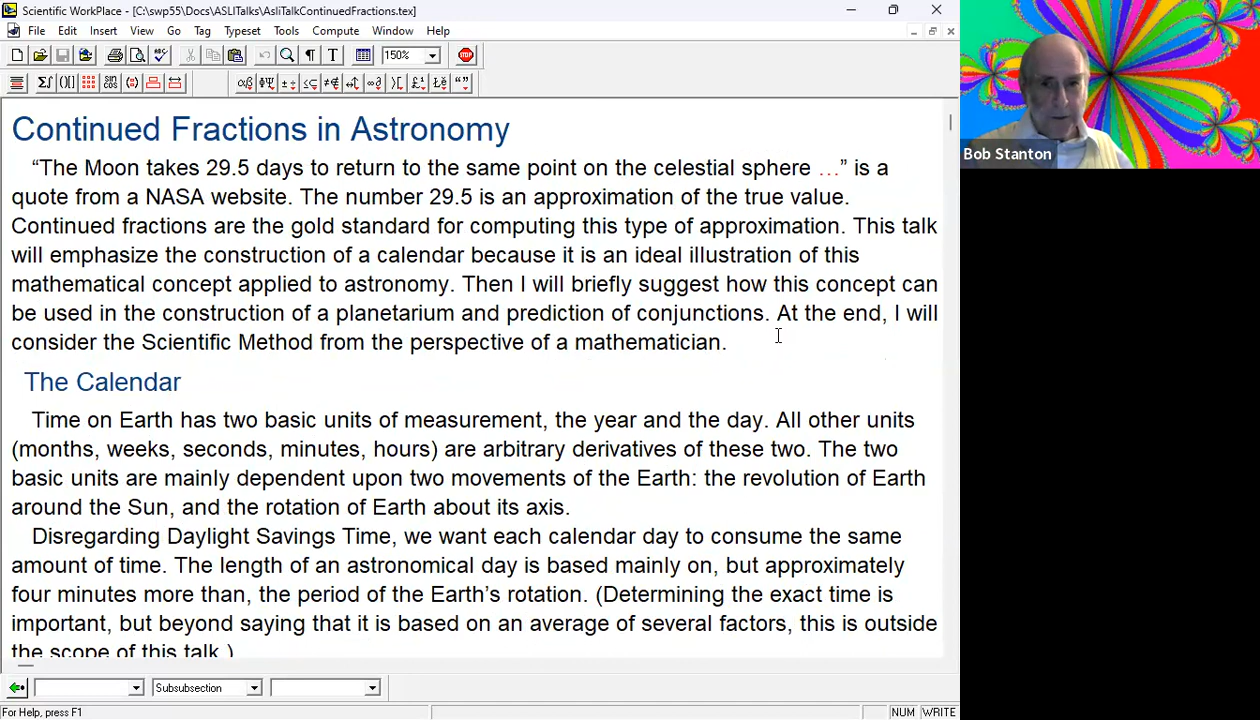 Scientific WorkPlace - [C:\swp55\Docs\ASLITalks\AsliTalkContinuedFractions.tex]
File Edit Insert View Go Tag Typeset Tools Compute Window Help
150%
STOP
Continued Fractions in Astronomy
“The Moon takes 29.5 days to return to the same point on the celestial sphere …” is a
quote from a NASA website. The number 29.5 is an approximation of the true value.
Continued fractions are the gold standard for computing this type of approximation. This talk
will emphasize the construction of a calendar because it is an ideal illustration of this
mathematical concept applied to astronomy. Then I will briefly suggest how this concept can
be used in the construction of a planetarium and prediction of conjunctions. At the end, I will
consider the Scientific Method from the perspective of a mathematician.
The Calendar
Time on Earth has two basic units of measurement, the year and the day. All other units
(months, weeks, seconds, minutes, hours) are arbitrary derivatives of these two. The two
basic units are mainly dependent upon two movements of the Earth: the revolution of Earth
around the Sun, and the rotation of Earth about its axis.
Disregarding Daylight Savings Time, we want each calendar day to consume the same
amount of time. The length of an astronomical day is based mainly on, but approximately
four minutes more than, the period of the Earth’s rotation. (Determining the exact time is
important, but beyond saying that it is based on an average of several factors, this is outside
the scope of this talk.)
Subsubsection
For Help, press F1
NUM WRITE
Bob Stanton